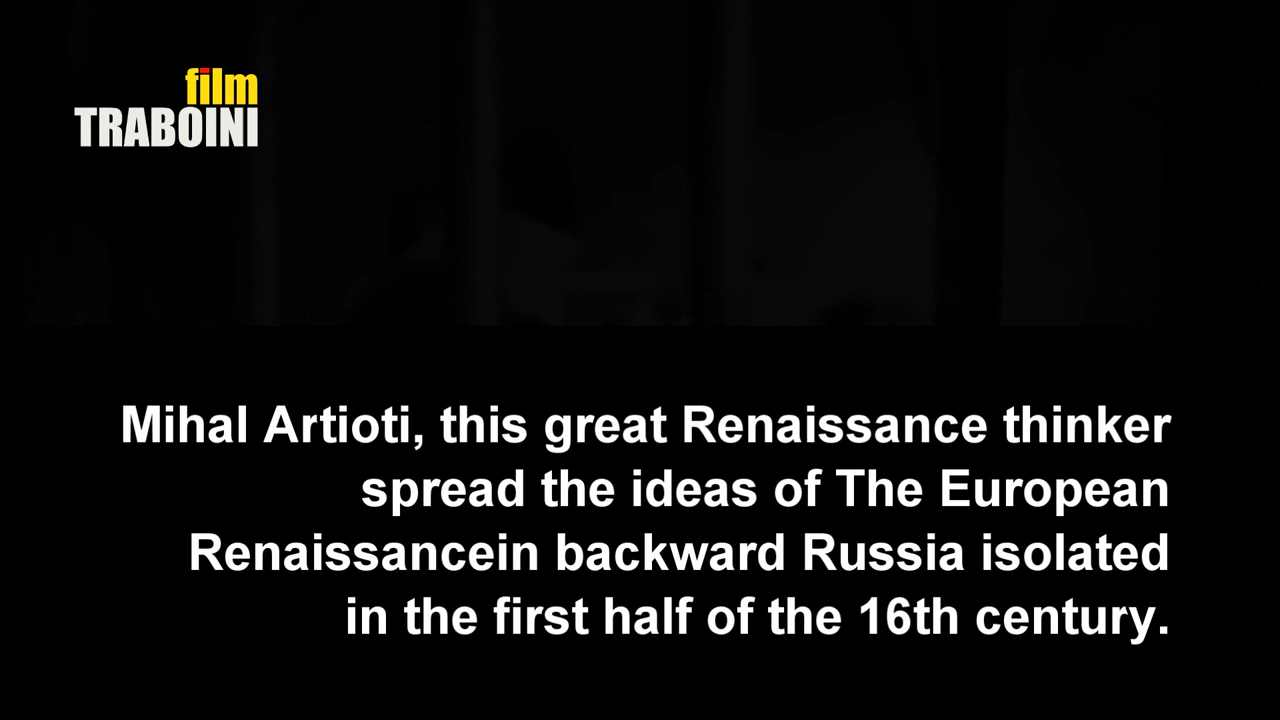 film
TRABOINI
Mihal Artioti, this great Renaissance thinker
spread the ideas of The European
Renaissancein backward Russia isolated
in the first half of the 16th century.